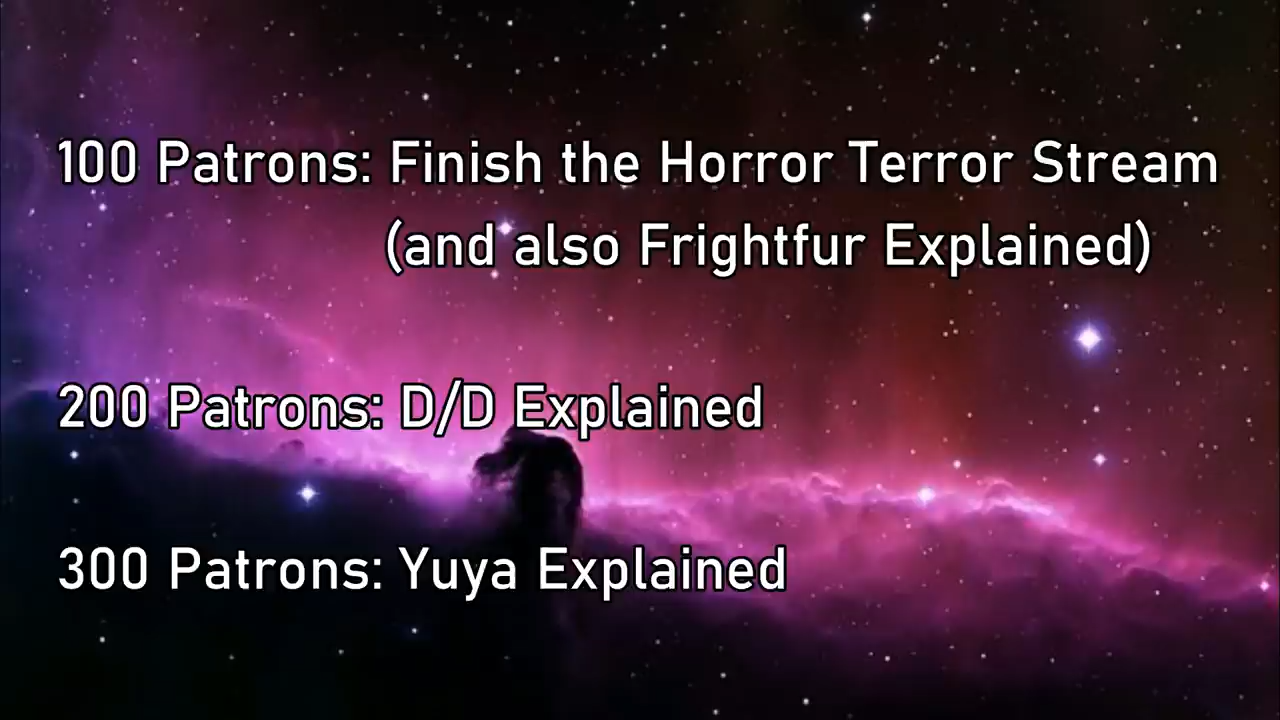 100 Patrons: Finish the Horror Terror Stream
(and also Frightfur Explained)
200 Patrons: D/D Explained
300 Patrons: Yuya Explained